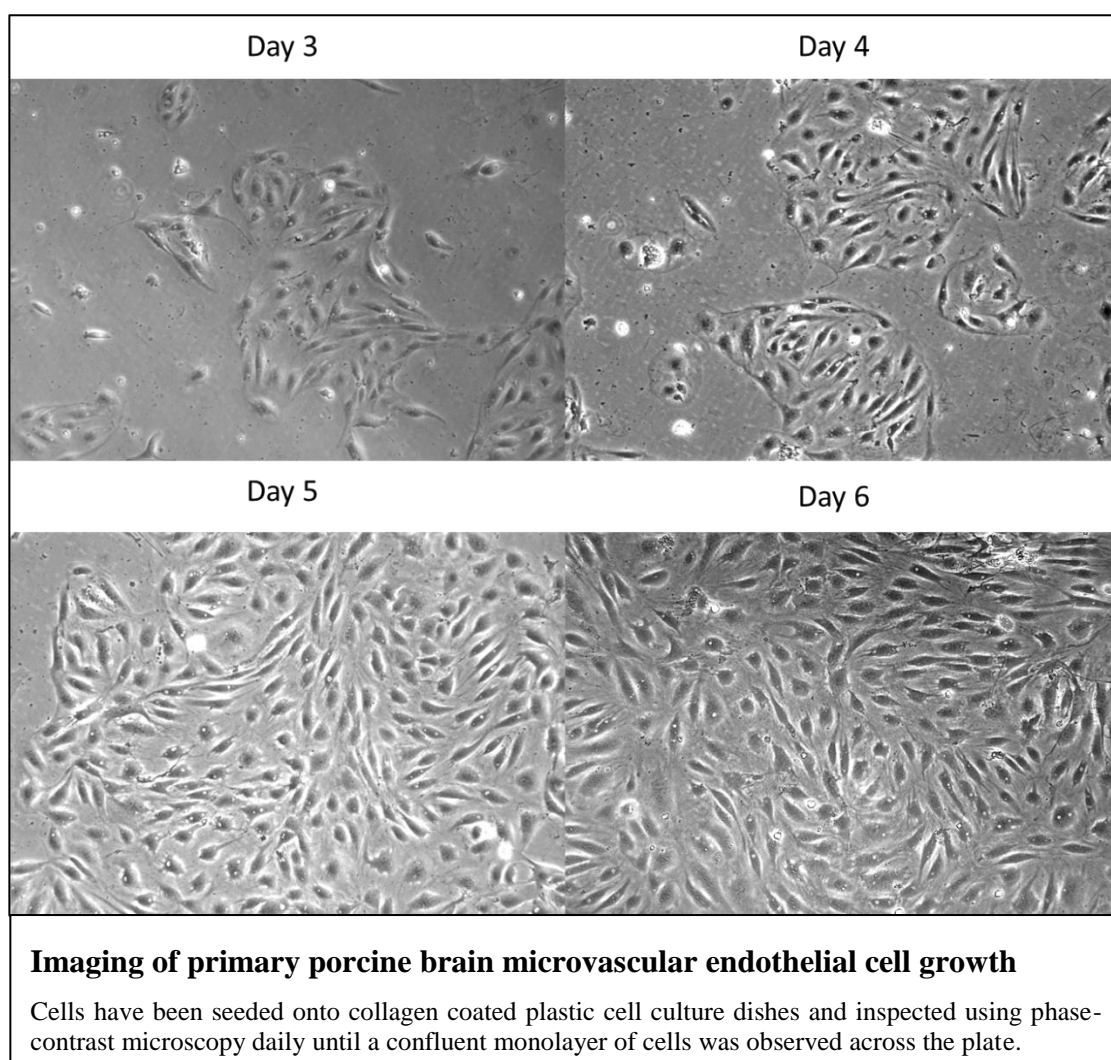 Day 3
Day 4
Day 5
Day 6
Imaging of primary porcine brain microvascular endothelial cell growth
Cells have been seeded onto collagen coated plastic cell culture dishes and inspected using phase-
contrast microscopy daily until a confluent monolayer of cells was observed across the plate.